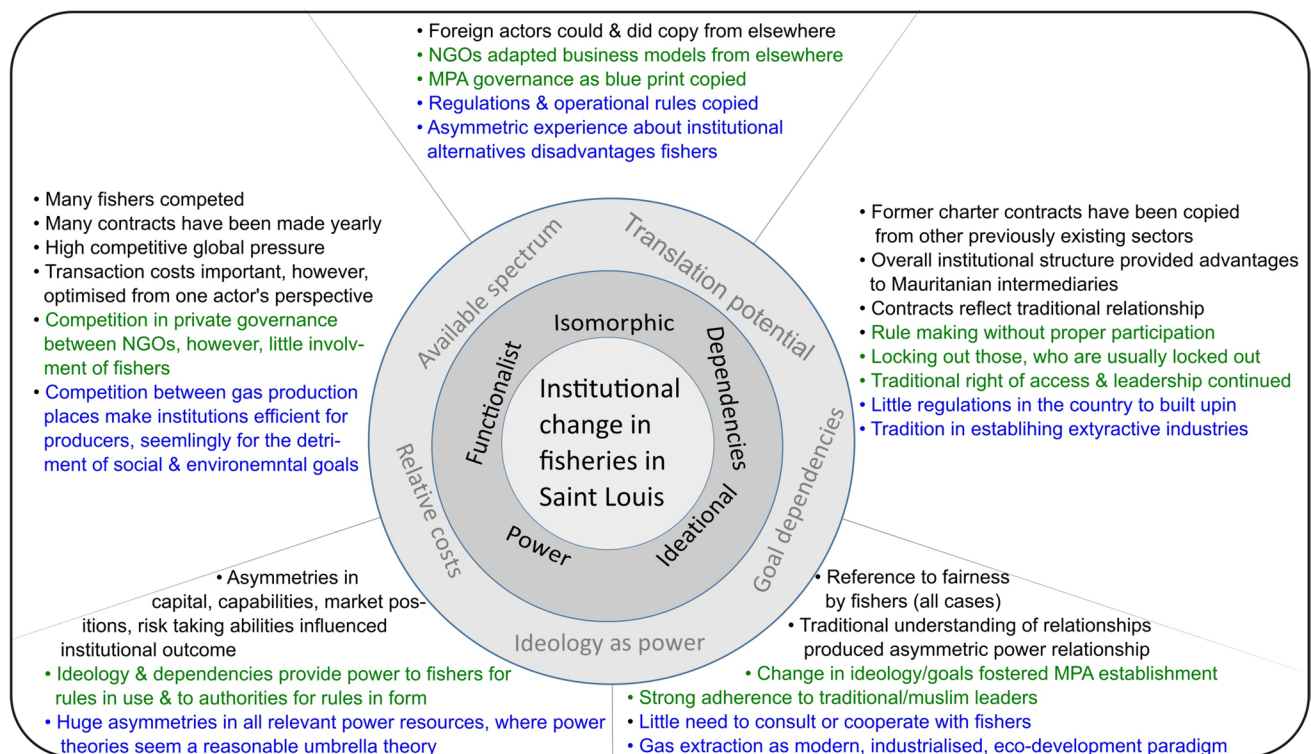 • Foreign actors could & did copy from elsewhere
• NGOs adapted business models from elsewhere
• MPA governance as blue print copied
• Regulations & operational rules copied
• Asymmetric experience about institutional
alternatives disadvantages fishers
• Many fishers competed
• Many contracts have been made yearly
• High competitive global pressure
• Transaction costs important, however,
optimised from one actor's perspective
• Competition in private governance
between NGOs, however, little involv-
ment of fishers
• Competition between gas production
places make institutions efficient for
producers, seemlingly for the detri-
ment of social & environemntal goals
• Former charter contracts have been copied
from other previously existing sectors
• Overall institutional structure provided advantages
to Mauritanian intermediaries
• Contracts reflect traditional relationship
• Rule making without proper participation
• Locking out those, who are usually locked out
• Traditional right of access & leadership continued
• Little regulations in the country to built upin
• Tradition in establihing extyractive industries
Available spectrum
Translation potential
Goal dependencies
Ideology as power
Relative costs
Isomorphic
Dependencies
Ideational
Power
Functionalist
Institutional
change in
fisheries in
Saint Louis
• Asymmetries in
capital, capabilities, market pos-
itions, risk taking abilities influenced
institutional outcome
• Ideology & dependencies provide power to fishers for
rules in use & to authorities for rules in form
• Huge asymmetries in all relevant power resources, where power
theories seem a reasonable umbrella theory
• Reference to fairness
by fishers (all cases)
• Traditional understanding of relationships
produced asymmetric power relationship
• Change in ideology/goals fostered MPA establishment
• Strong adherence to traditional/muslim leaders
• Little need to consult or cooperate with fishers
• Gas extraction as modern, industrialised, eco-development paradigm